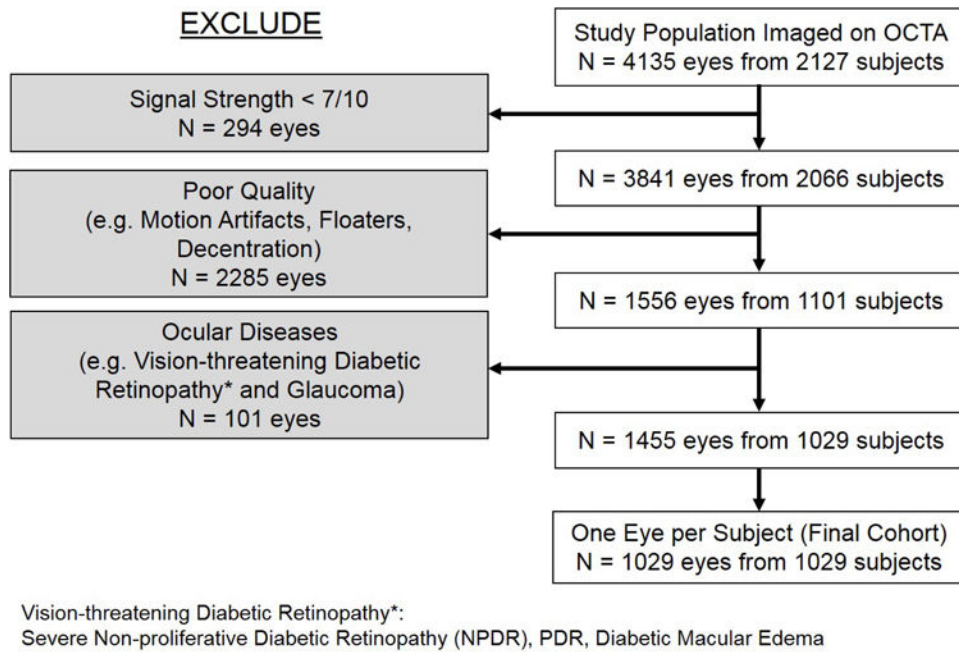 EXCLUDE
Study Population Imaged on OCTA
N = 4135 eyes from 2127 subjects
Signal Strength < 7/10
N = 294 eyes
N = 3841 eyes from 2066 subjects
Poor Quality
(e.g. Motion Artifacts, Floaters,
Decentration)
N = 2285 eyes
N = 1556 eyes from 1101 subjects
Ocular Diseases
(e.g. Vision-threatening Diabetic
Retinopathy* and Glaucoma)
N = 101 eyes
N = 1455 eyes from 1029 subjects
One Eye per Subject (Final Cohort)
N = 1029 eyes from 1029 subjects
Vision-threatening Diabetic Retinopathy*:
Severe Non-proliferative Diabetic Retinopathy (NPDR), PDR, Diabetic Macular Edema